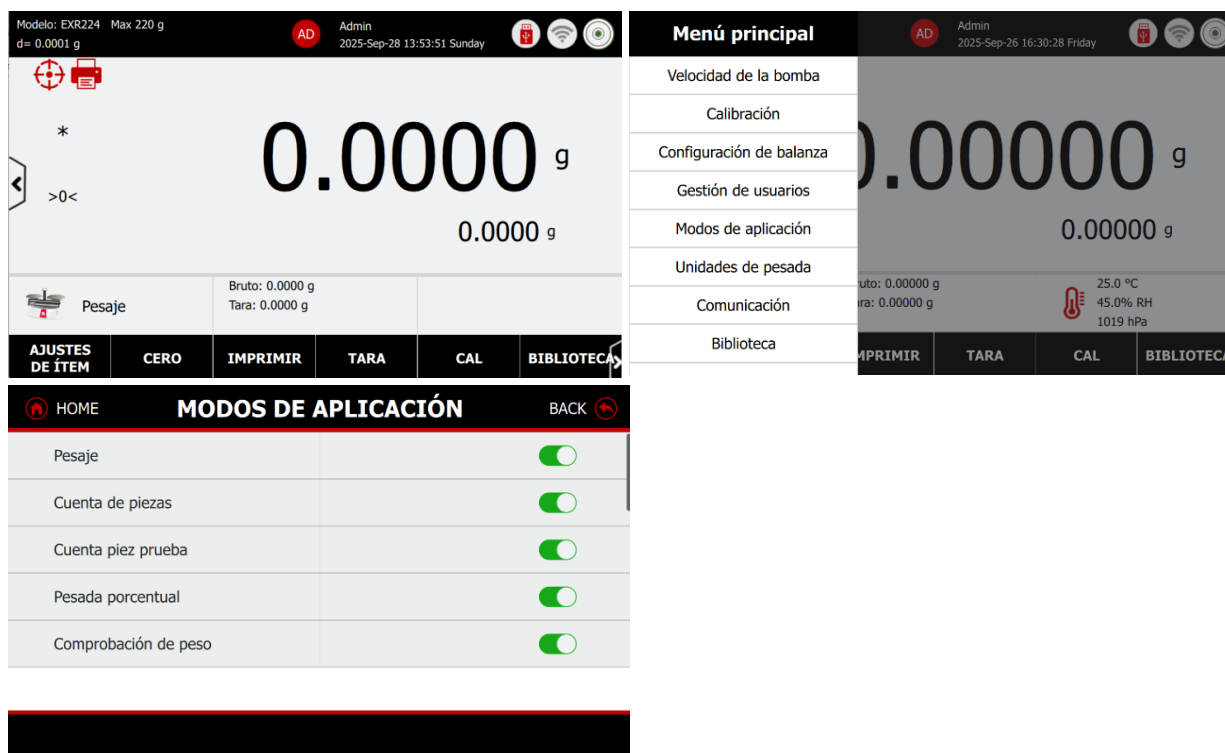 Modelo: EXR224 Max 220 g
d= 0.0001 g
AD
Admin
2025-Sep-28 13:53:51 Sunday
*
0.0000 g
>0<
0.0000 g
Pesaje
Bruto: 0.0000 g
Tara: 0.0000 g
AJUSTES
DE ÍTEM
CERO
IMPRIMIR
TARA
CAL
BIBLIOTECA
Menú principal
AD
Admin
2025-Sep-26 16:30:28 Friday
Velocidad de la bomba
Calibración
Configuración de balanza
Gestión de usuarios
Modos de aplicación
Unidades de pesada
Comunicación
Biblioteca
0.00000 g
0.00000 g
ruto: 0.00000 g
ara: 0.00000 g
25.0 °C
45.0% RH
1019 hPa
MPRIMIR
TARA
CAL
BIBLIOTECA
HOME
MODOS DE APLICACIÓN
BACK
Pesaje
Cuenta de piezas
Cuenta piez prueba
Pesada porcentual
Comprobación de peso